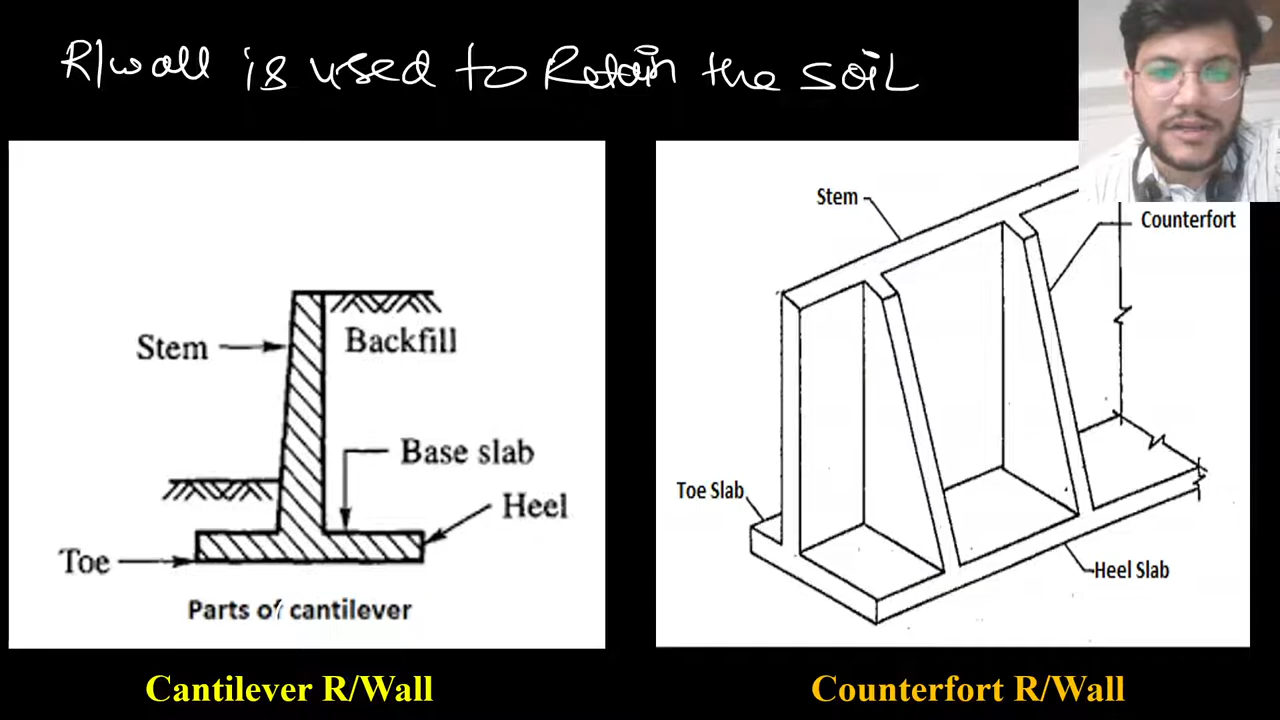 R/wall is used to Retain the soil
Stem
Backfill
Base slab
Heel
Toe
Parts of cantilever
Cantilever R/Wall
Stem
Counterfort
Toe Slab
Heel Slab
Counterfort R/Wall